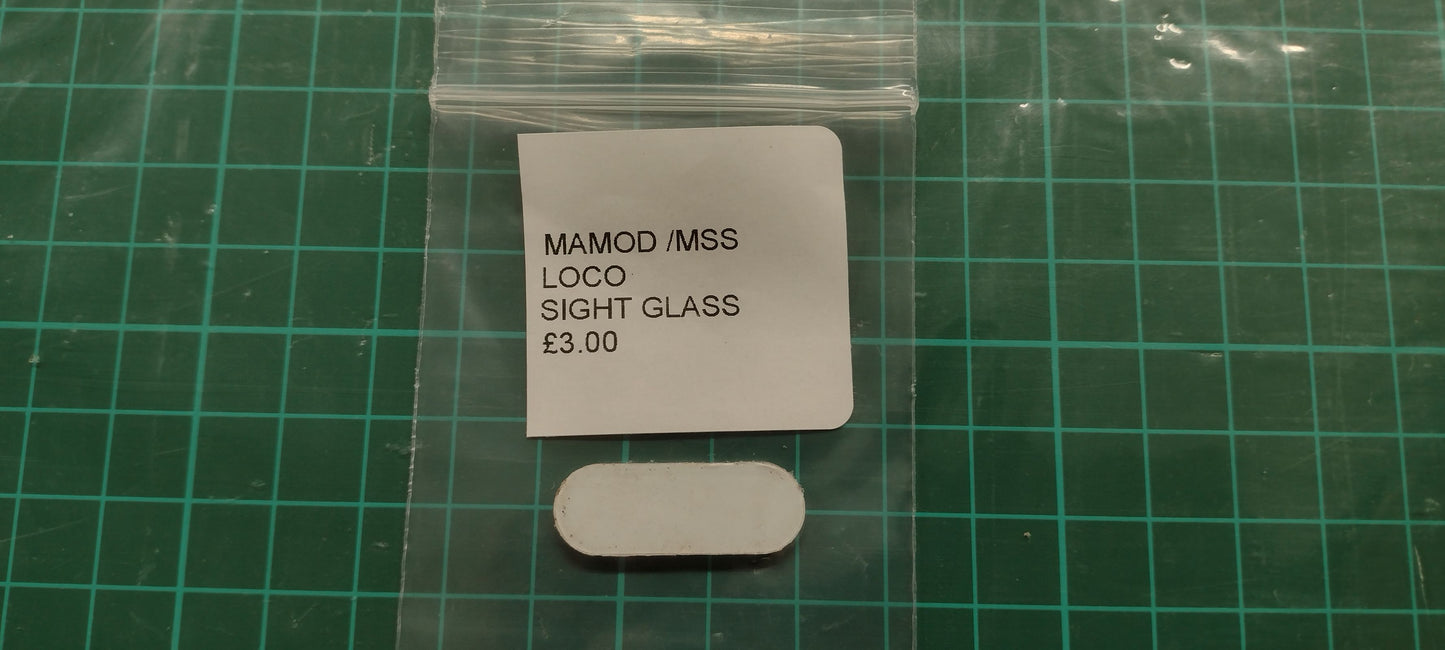 MAMOD /MSS
LOCO
SIGHT GLASS
£3.00